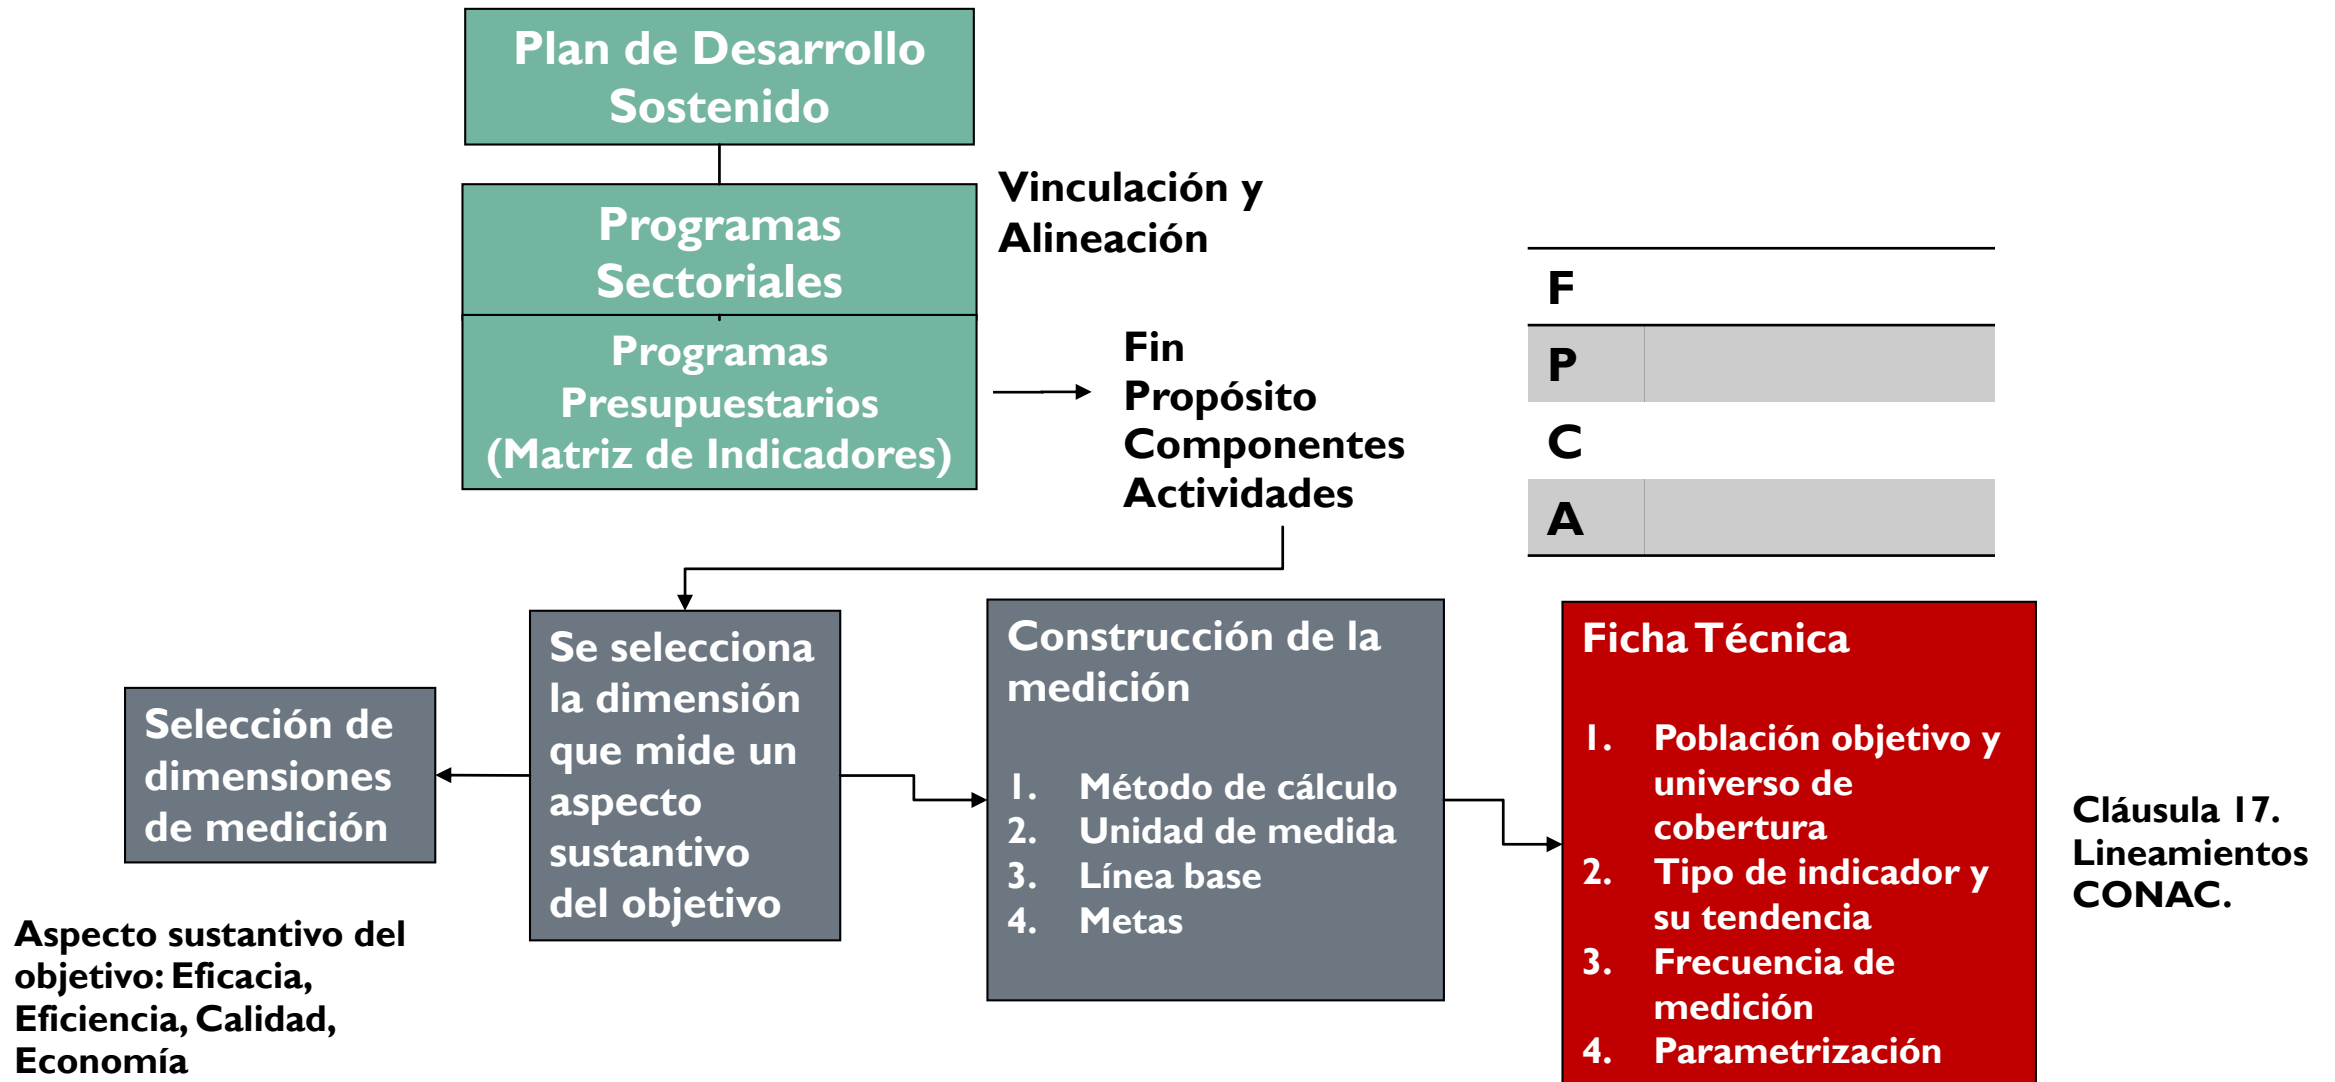 Plan de Desarrollo
Sostenido
Programas
Sectoriales
Programas
Presupuestarios
(Matriz de Indicadores)
Vinculación y
Alineación
Fin
Propósito
Componentes
Actividades
F
P
C
A
Selección de
dimensiones
de medición
Aspecto sustantivo del
objetivo: Eficacia,
Eficiencia, Calidad,
Economía
Se selecciona
la dimensión
que mide un
aspecto
sustantivo
del objetivo
Construcción de la
medición
1. Método de cálculo
2. Unidad de medida
3. Línea base
4. Metas
Ficha Técnica
1. Población objetivo y
universo de
cobertura
2. Tipo de indicador y
su tendencia
3. Frecuencia de
medición
4. Parametrización
Cláusula 17.
Lineamientos
CONAC.